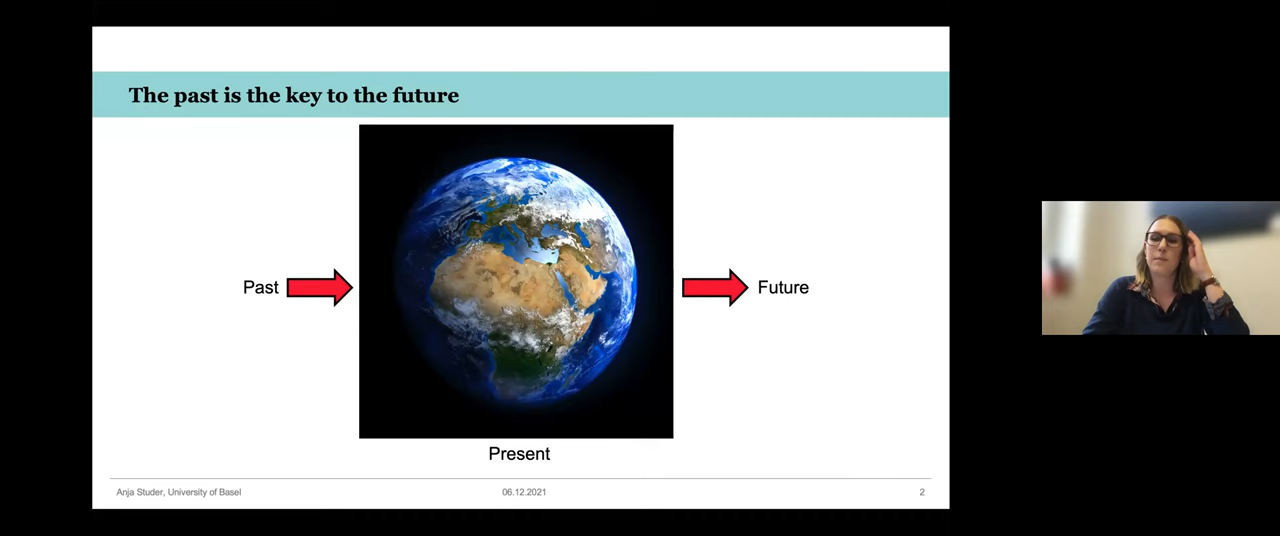 The past is the key to the future
Past
Future
Present
Anja Studer, University of Basel
06.12.2021
2